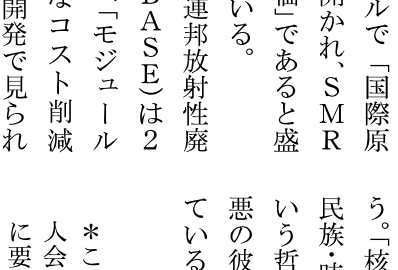 ルで「国際原
開かれ、SMR
価」であると盛
いる。
連邦放射性廃
BASE)は2
「モジュール
なコスト削減
開発で見られ
う。「核
民族・時
いう哲
悪の彼
ている
*こ
人会
に要